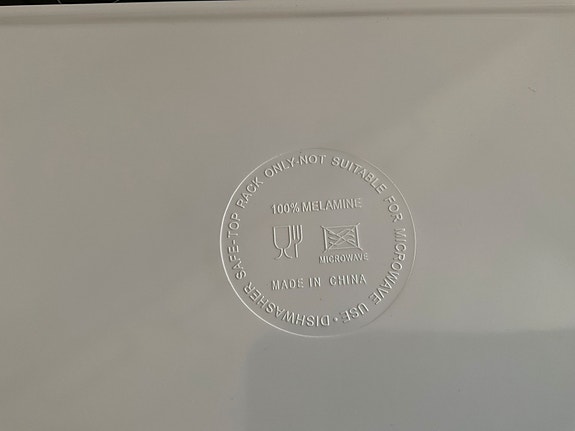 DISHWASHER SAFE-TOP RACK ONLY-NOT SUITABLE FOR MICROWAVE USE •
100% MELAMINE
MICROWAVE
MADE IN CHINA